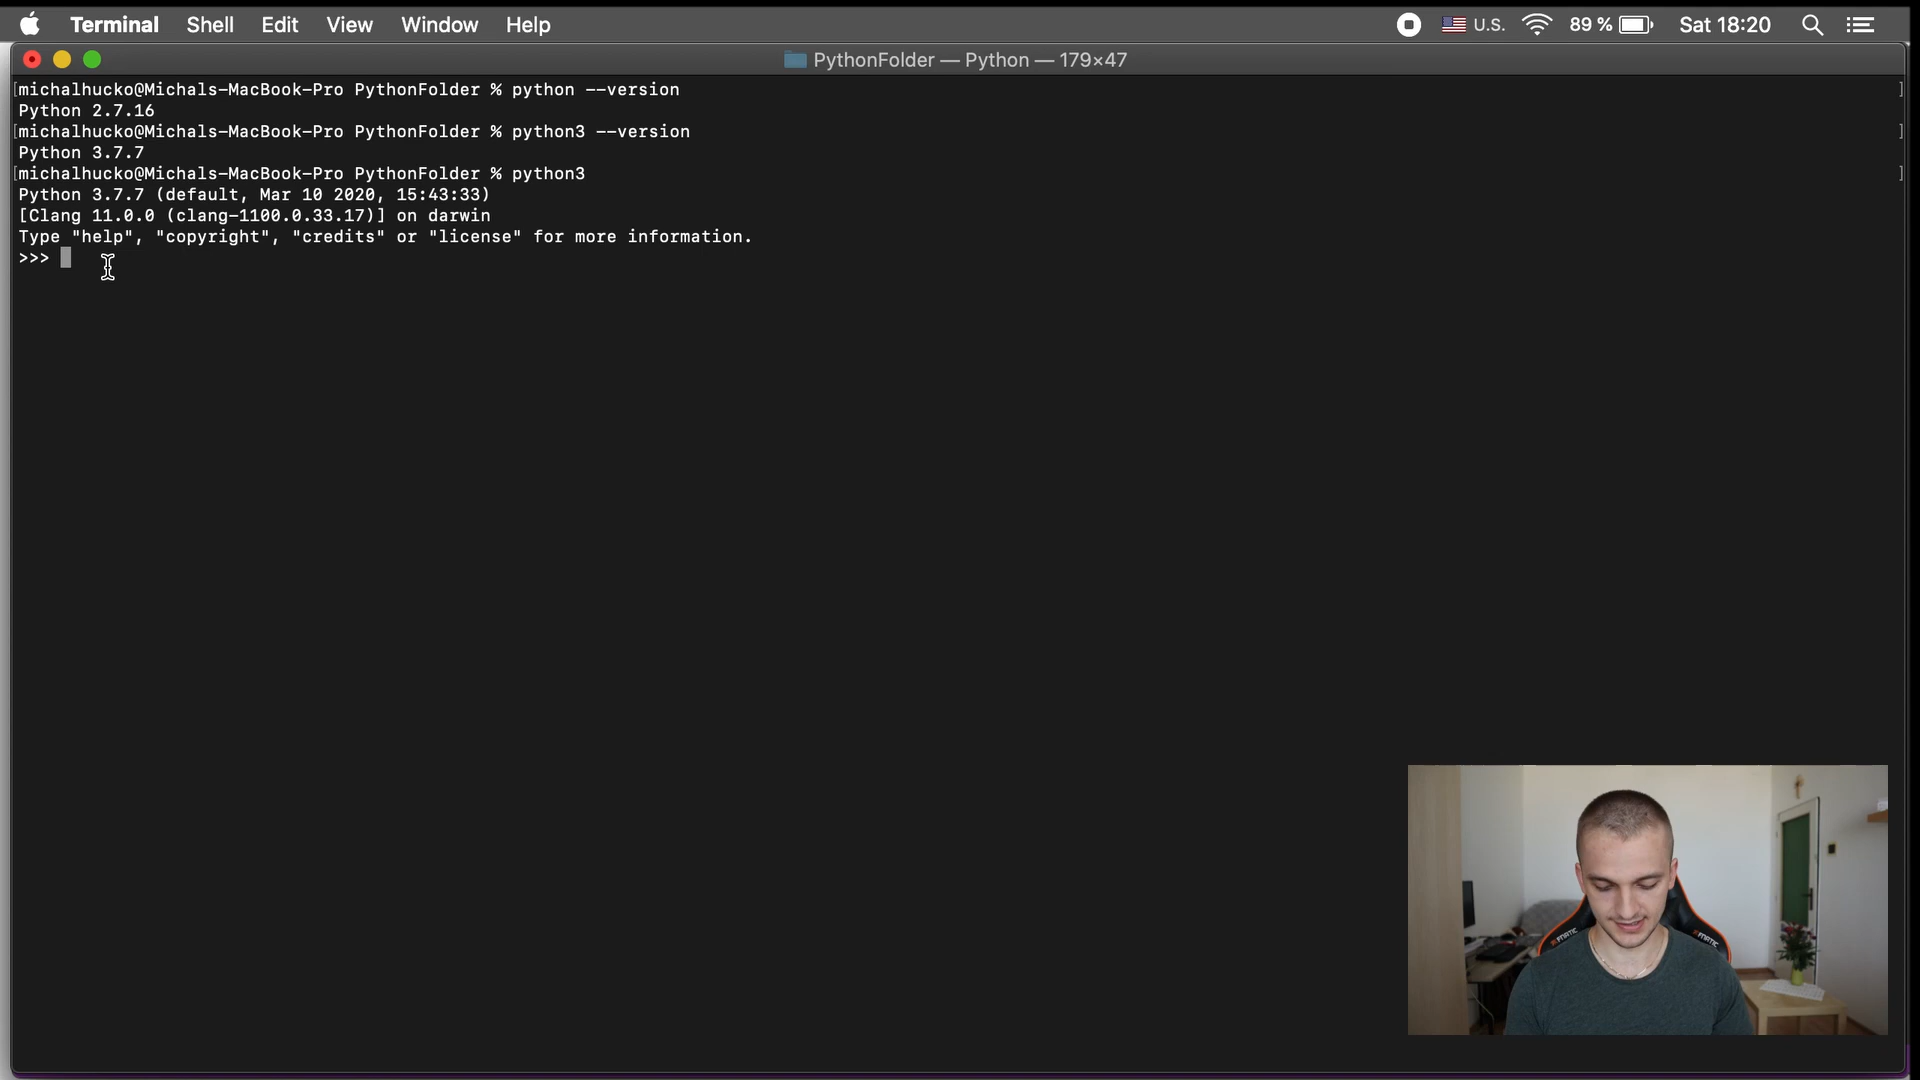 Terminal Shell Edit View Window Help U.S. 89 % Sat 18:20
PythonFolder — Python — 179×47
[michalhucko@Michals-MacBook-Pro PythonFolder % python --version ]
Python 2.7.16
[michalhucko@Michals-MacBook-Pro PythonFolder % python3 --version ]
Python 3.7.7
[michalhucko@Michals-MacBook-Pro PythonFolder % python3 ]
Python 3.7.7 (default, Mar 10 2020, 15:43:33)
[Clang 11.0.0 (clang-1100.0.33.17)] on darwin
Type "help", "copyright", "credits" or "license" for more information.
>>>
FNATIC FNATIC